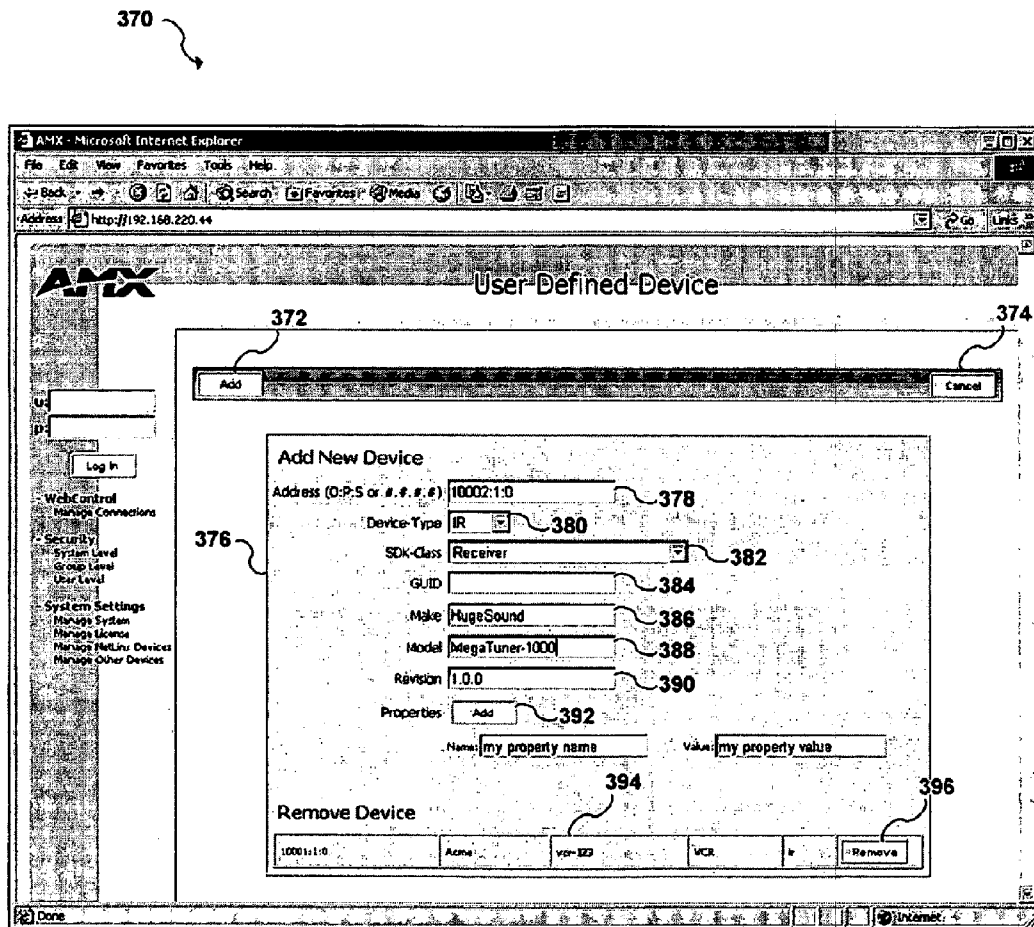 370
AMX - Microsoft Internet Explorer
File Edit View Favorites Tools Help
Back Search Favorites Media
Address http://192.168.220.44 Go Links
AMX
User Defined Device
372
374
Add
Cancel
u:
p:
Log In
- WebControl
Manage Connections
- Security
System Level
Group Level
User Level
- System Settings
Manage System
Manage License
Manage NetLinx Devices
Manage Other Devices
376
Add New Device
Address (D:P:S or #.#.#.#) 10002:1:0 378
Device-Type IR 380
SDK-Class Receiver 382
GUID 384
Make HugeSound 386
Model MegaTuner-1000 388
Revision 1.0.0 390
Properties Add 392
Name: my property name Value: my property value
394
396
Remove Device
10001:1:0 Acme vcr-123 VCR Ir Remove
Done Internet